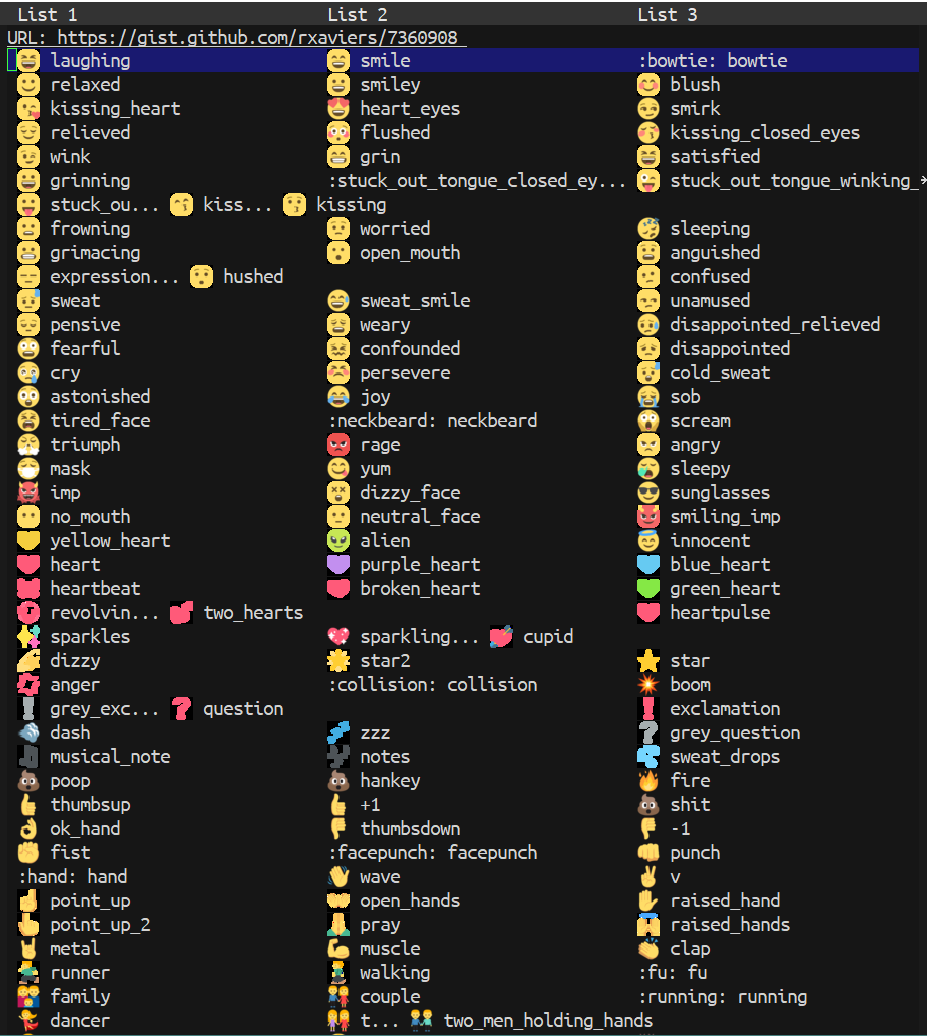 List 1 List 2 List 3
URL: https://gist.github.com/rxaviers/7360908
😆 laughing 😄 smile :bowtie: bowtie
☺️ relaxed 😃 smiley 😊 blush
😘 kissing_heart 😍 heart_eyes 😏 smirk
😌 relieved 😳 flushed 😚 kissing_closed_eyes
😉 wink 😁 grin 😆 satisfied
😀 grinning :stuck_out_tongue_closed_ey... 😜 stuck_out_tongue_winking_→
😛 stuck_ou... 😙 kiss... 😗 kissing
😦 frowning 😟 worried 😴 sleeping
😬 grimacing 😮 open_mouth 😧 anguished
😑 expression... 😯 hushed 😕 confused
😓 sweat 😅 sweat_smile 😒 unamused
😔 pensive 😩 weary 😥 disappointed_relieved
😨 fearful 😖 confounded 😞 disappointed
😢 cry 😣 persevere 😰 cold_sweat
😲 astonished 😂 joy 😭 sob
😫 tired_face :neckbeard: neckbeard 😱 scream
😤 triumph 😡 rage 😠 angry
😷 mask 😋 yum 😪 sleepy
👿 imp 😵 dizzy_face 😎 sunglasses
😶 no_mouth 😐 neutral_face 😈 smiling_imp
💛 yellow_heart 👽 alien 😇 innocent
❤️ heart 💜 purple_heart 💙 blue_heart
💓 heartbeat 💔 broken_heart 💚 green_heart
💞 revolvin... 💕 two_hearts 💗 heartpulse
✨ sparkles 💖 sparkling... 💘 cupid
💫 dizzy 🌟 star2 ⭐ star
💢 anger :collision: collision 💥 boom
❕ grey_exc... ❓ question ❗ exclamation
💨 dash 💤 zzz ❔ grey_question
🎵 musical_note 🎶 notes 💦 sweat_drops
💩 poop 💩 hankey 🔥 fire
👍 thumbsup 👍 +1 💩 shit
👌 ok_hand 👎 thumbsdown 👎 -1
✊ fist :facepunch: facepunch 👊 punch
:hand: hand 👋 wave ✌️ v
☝️ point_up 👐 open_hands ✋ raised_hand
👆 point_up_2 🙏 pray 🙌 raised_hands
🤘 metal 💪 muscle 👏 clap
🏃 runner 🚶 walking :fu: fu
👪 family 👫 couple :running: running
💃 dancer 👭 t... 👬 two_men_holding_hands